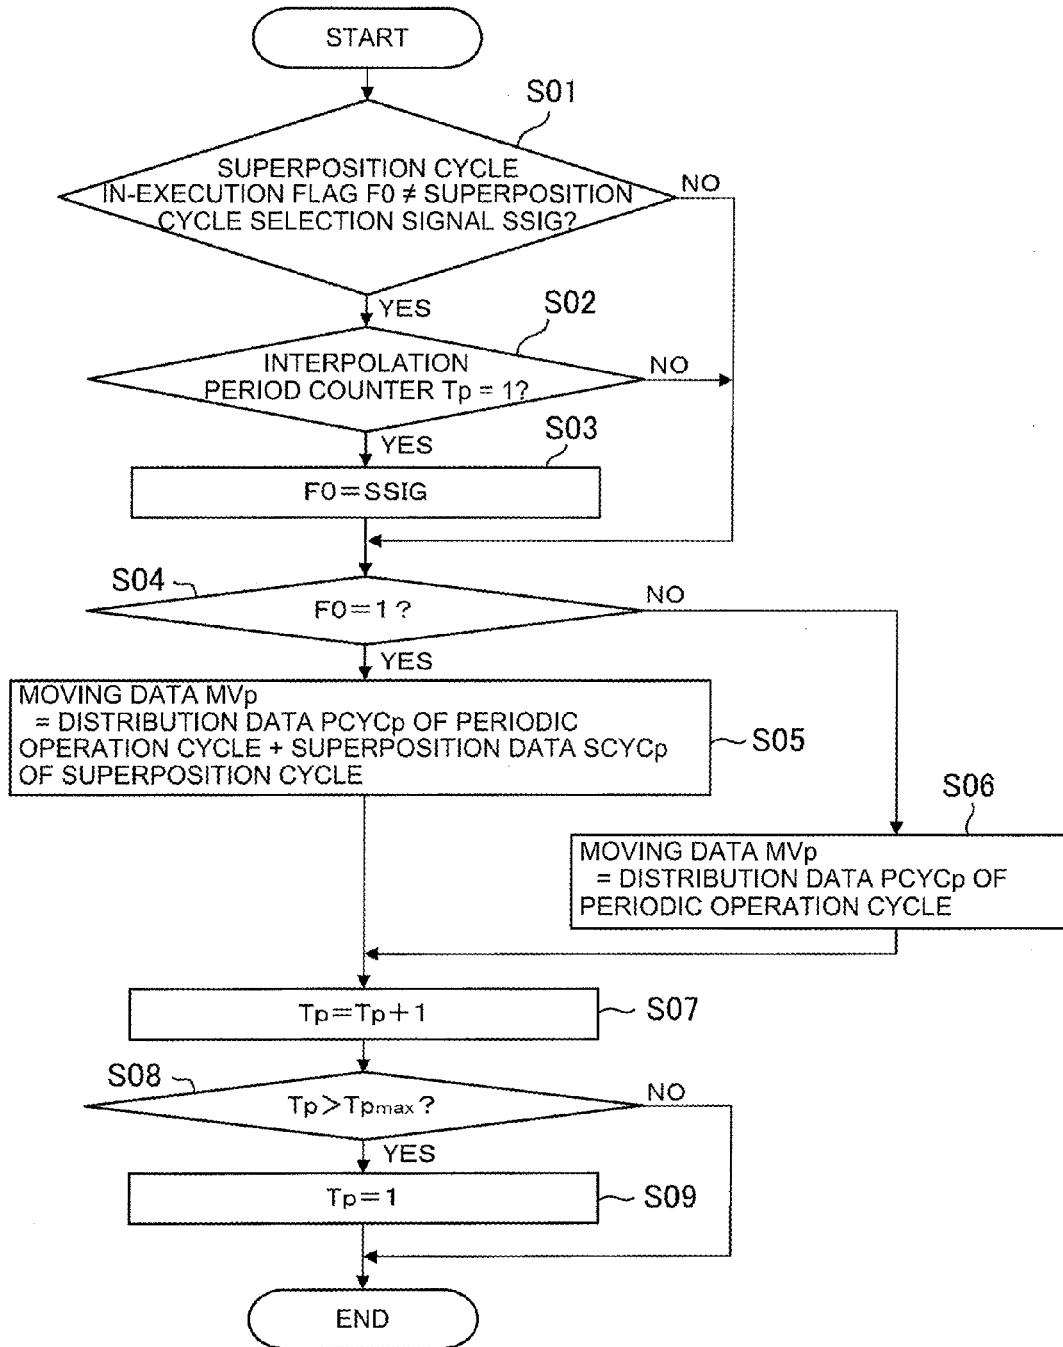 START
S01
SUPERPOSITION CYCLE
IN-EXECUTION FLAG F0 ≠ SUPERPOSITION
CYCLE SELECTION SIGNAL SSIG?
NO
YES
S02
INTERPOLATION
PERIOD COUNTER Tp = 1?
NO
YES
S03
F0=SSIG
S04
F0=1?
NO
YES
MOVING DATA MVp
= DISTRIBUTION DATA PCYCp OF PERIODIC
OPERATION CYCLE + SUPERPOSITION DATA SCYCp
OF SUPERPOSITION CYCLE
S05
S06
MOVING DATA MVp
= DISTRIBUTION DATA PCYCp OF
PERIODIC OPERATION CYCLE
Tp=Tp+1
S07
S08
Tp>Tpmax?
NO
YES
Tp=1
S09
END